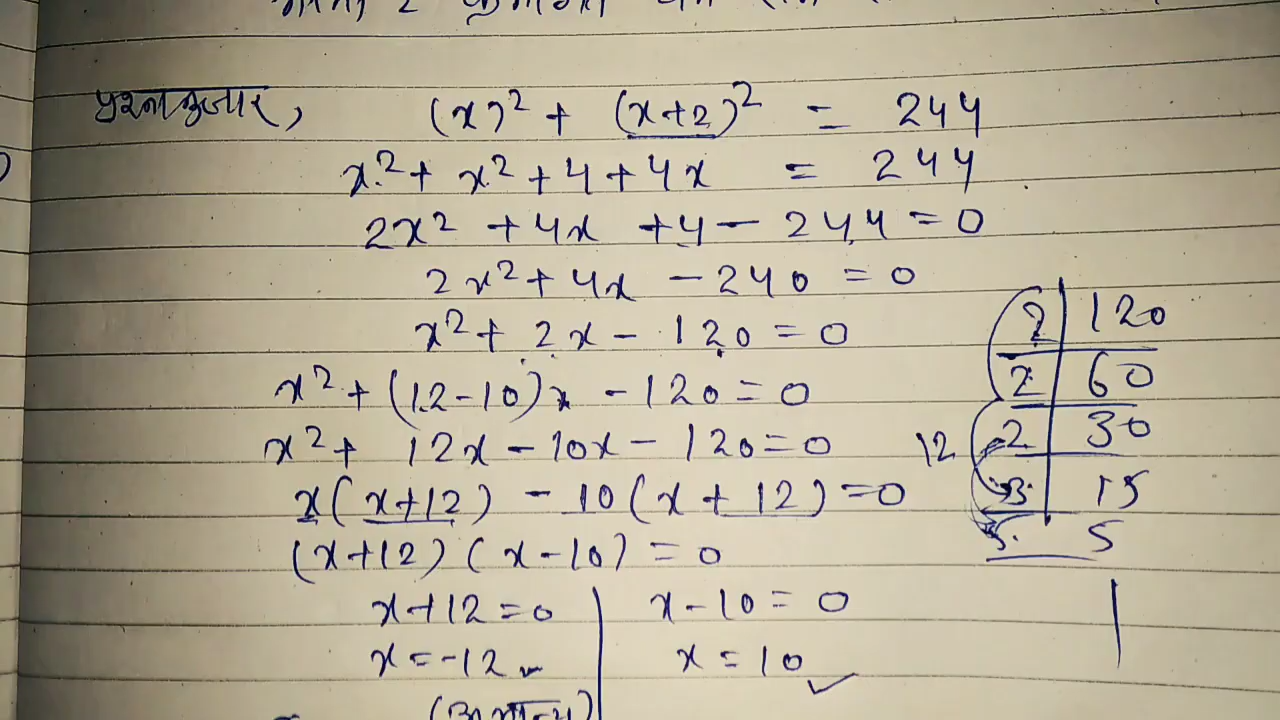 प्रश्नानुसार, (x)² + (x+2)² = 244
x² + x² + 4 + 4x = 244
2x² + 4x + 4 - 244 = 0
2x² + 4x - 240 = 0
x² + 2x - 120 = 0
x² + (12-10)x - 120 = 0
x² + 12x - 10x - 120 = 0
x(x+12) - 10(x+12) = 0
(x+12)(x-10) = 0
x+12 = 0 | x-10 = 0
x = -12 | x = 10
2 | 120
2 | 60
2 | 30
3 | 15
5 | 5
12